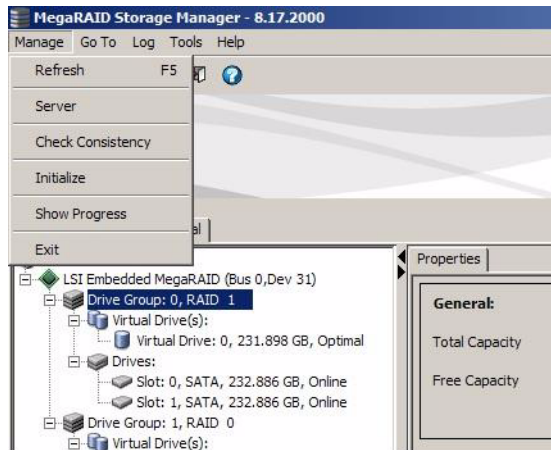 MegaRAID Storage Manager - 8.17.2000
Manage Go To Log Tools Help
Refresh F5
Server
Check Consistency
Initialize
Show Progress
Exit
Properties
LSI Embedded MegaRAID (Bus 0,Dev 31)
Drive Group: 0, RAID 1
Virtual Drive(s):
Virtual Drive: 0, 231.898 GB, Optimal
Drives:
Slot: 0, SATA, 232.886 GB, Online
Slot: 1, SATA, 232.886 GB, Online
Drive Group: 1, RAID 0
Virtual Drive(s):
General:
Total Capacity
Free Capacity